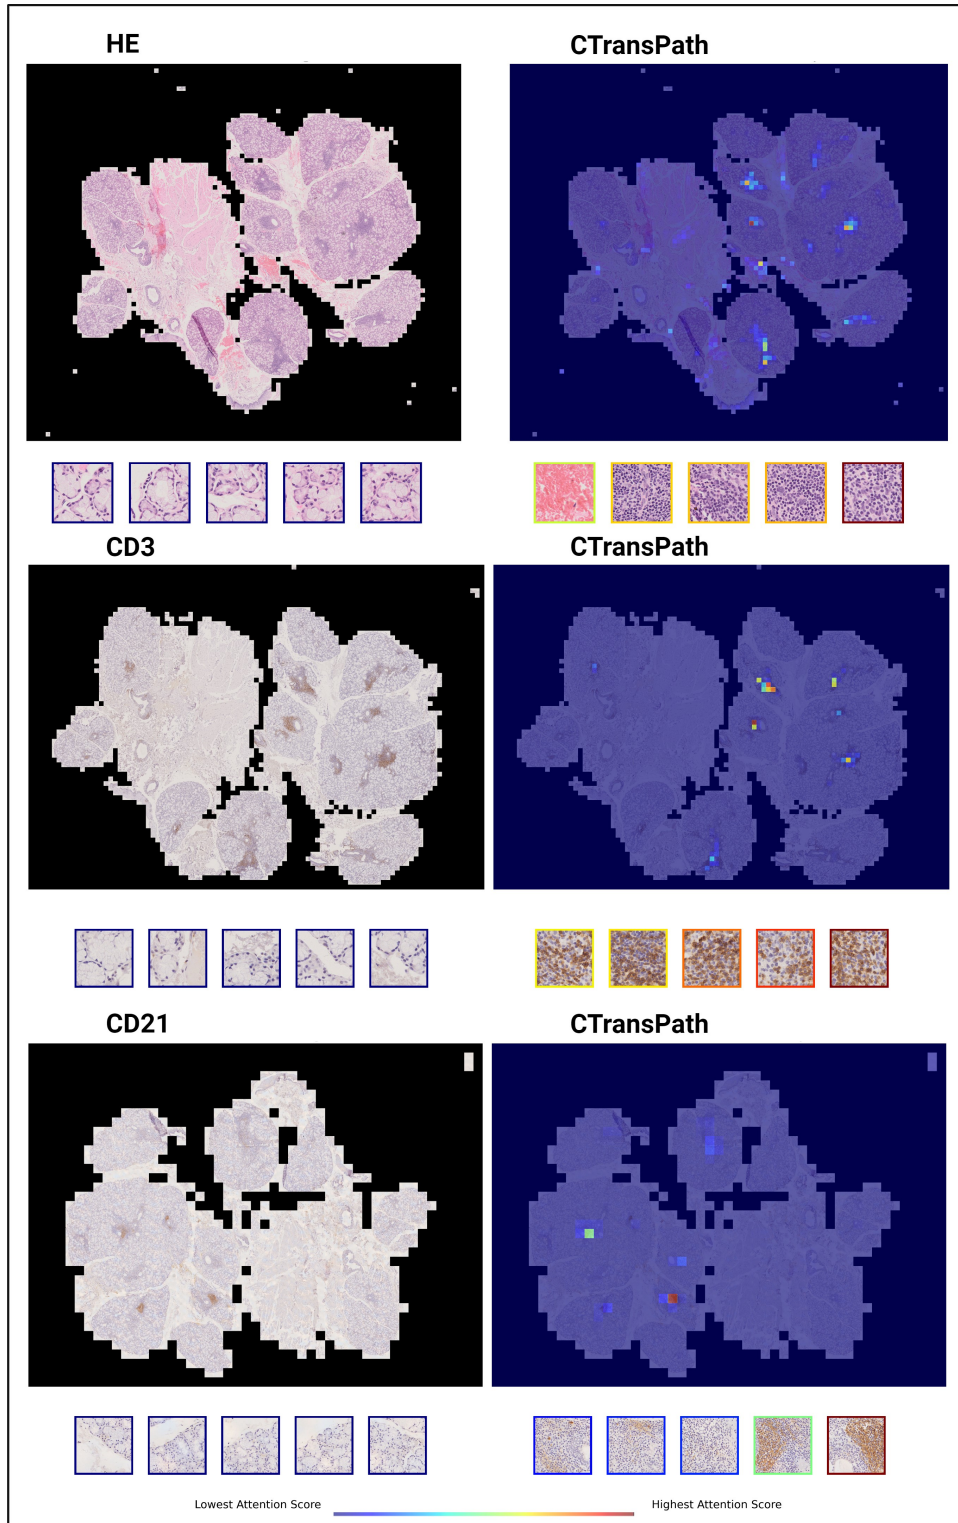 HE
CTransPath
CD3
CTransPath
CD21
CTransPath
Lowest Attention Score
Highest Attention Score